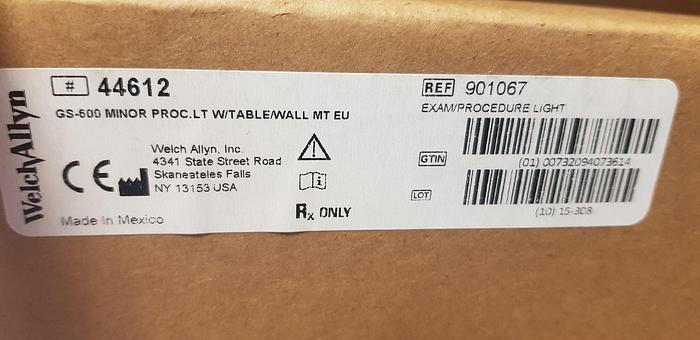 WelchAllyn
# 44612
GS-600 MINOR PROC.LT W/TABLE/WALL MT EU
Welch Allyn, Inc.
4341 State Street Road
Skaneateles Falls
NY 13153 USA
CE
Made in Mexico
Rx ONLY
REF 901067
EXAM/PROCEDURE LIGHT
GTIN
(01) 00732094073614
LOT
(10) 15-308